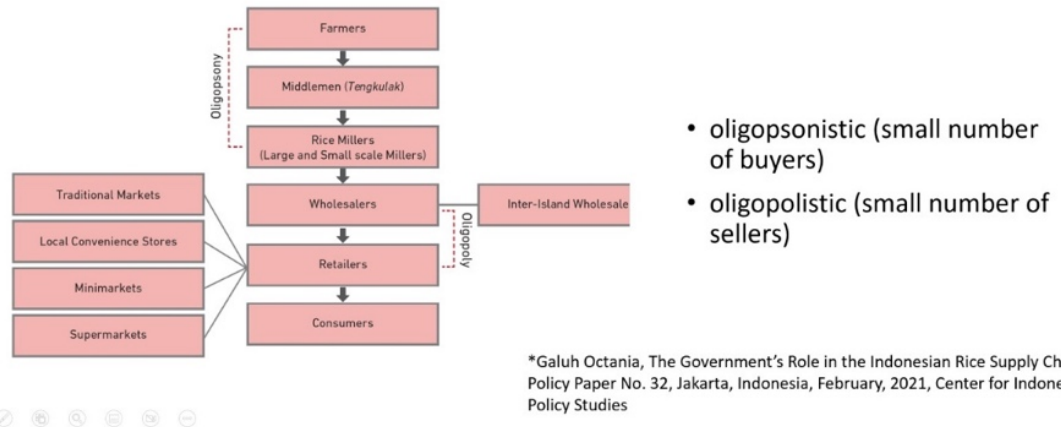 Farmers
Oligopsony
Middlemen (Tengkulak)
Rice Millers
(Large and Small scale Millers)
Traditional Markets
Local Convenience Stores
Minimarkets
Supermarkets
Wholesalers
Inter-Island Wholesale
Oligopoly
Retailers
Consumers
• oligopsonistic (small number
of buyers)
• oligopolistic (small number of
sellers)
*Galuh Octania, The Government’s Role in the Indonesian Rice Supply Ch
Policy Paper No. 32, Jakarta, Indonesia, February, 2021, Center for Indone
Policy Studies